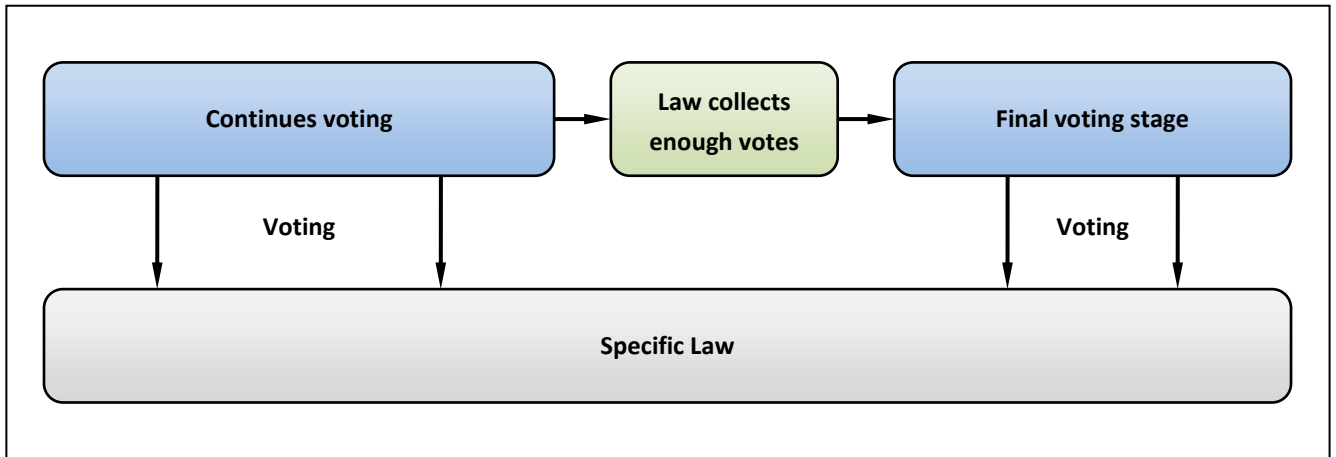 Continues voting
Law collects
enough votes
Final voting stage
Voting
Voting
Specific Law